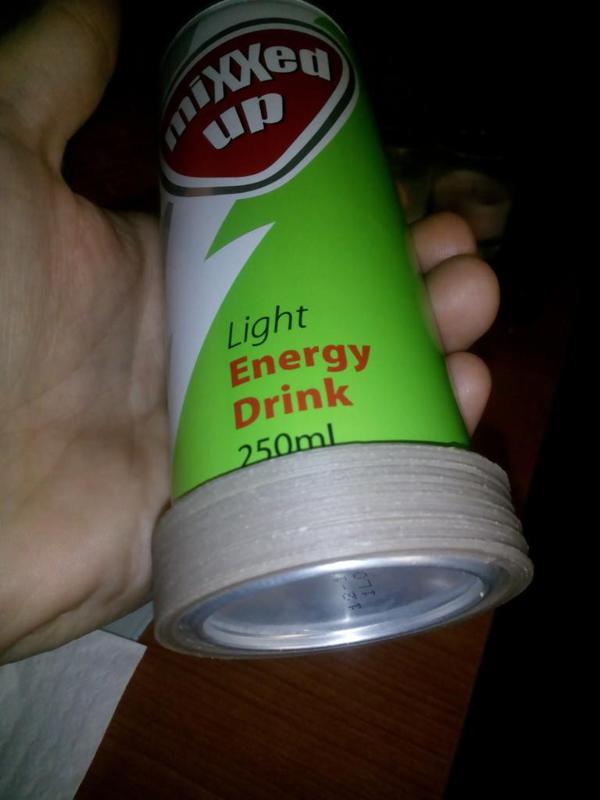 miXXed
up
Light
Energy
Drink
250ml